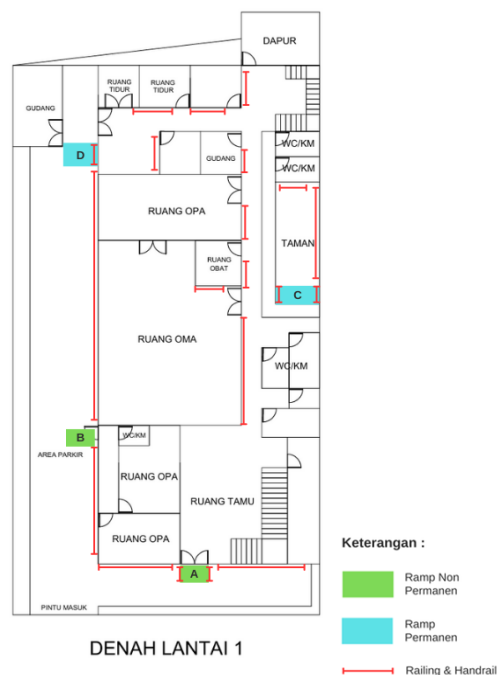 DAPUR
RUANG
TIDUR
RUANG
TIDUR
GUDANG
WC/KM
D
GUDANG
WC/KM
RUANG OPA
TAMAN
RUANG
OBAT
C
RUANG OMA
WC/KM
B
WC/KM
AREA PARKIR
RUANG OPA
RUANG TAMU
RUANG OPA
A
PINTU MASUK
DENAH LANTAI 1
Keterangan :
Ramp Non
Permanen
Ramp
Permanen
Railing & Handrail